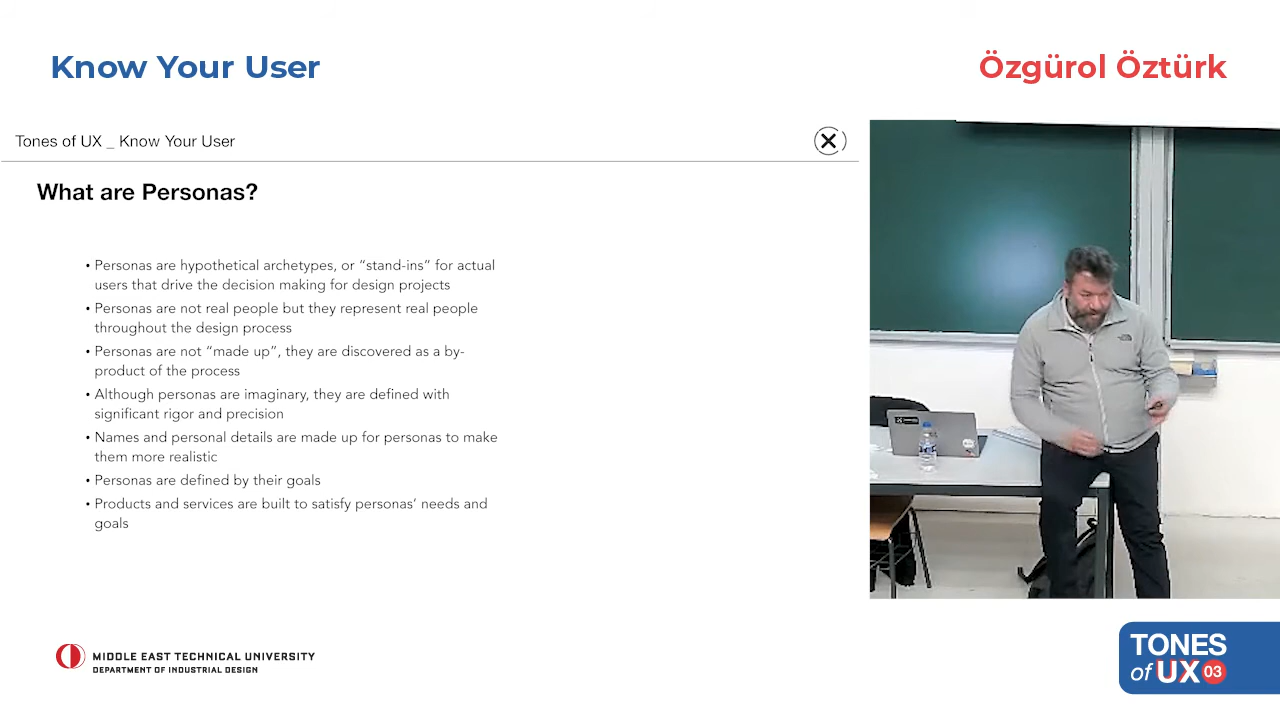 Know Your User
Özgürol Öztürk
Tones of UX _ Know Your User
What are Personas?
• Personas are hypothetical archetypes, or “stand-ins” for actual
users that drive the decision making for design projects
• Personas are not real people but they represent real people
throughout the design process
• Personas are not “made up”, they are discovered as a by-
product of the process
• Although personas are imaginary, they are defined with
significant rigor and precision
• Names and personal details are made up for personas to make
them more realistic
• Personas are defined by their goals
• Products and services are built to satisfy personas’ needs and
goals
MIDDLE EAST TECHNICAL UNIVERSITY
DEPARTMENT OF INDUSTRIAL DESIGN
TONES
of UX 03